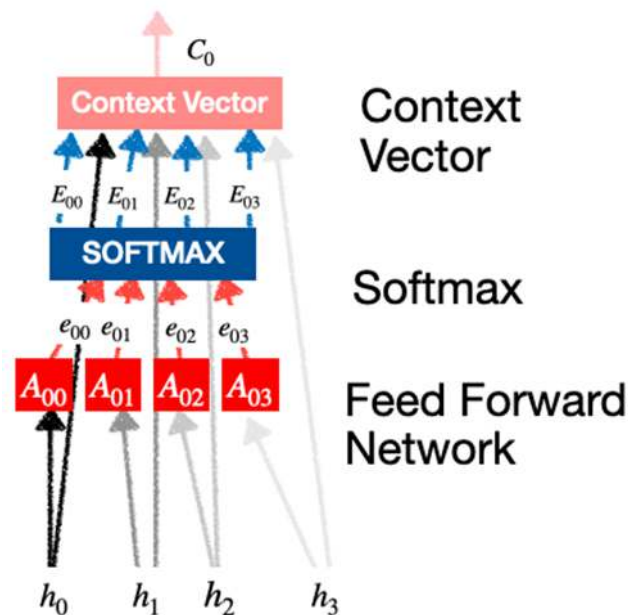 C₀
Context Vector
Context
Vector
E₀₀ E₀₁ E₀₂ E₀₃
SOFTMAX
Softmax
e₀₀ e₀₁ e₀₂ e₀₃
A₀₀ A₀₁ A₀₂ A₀₃
Feed Forward
Network
h₀ h₁ h₂ h₃